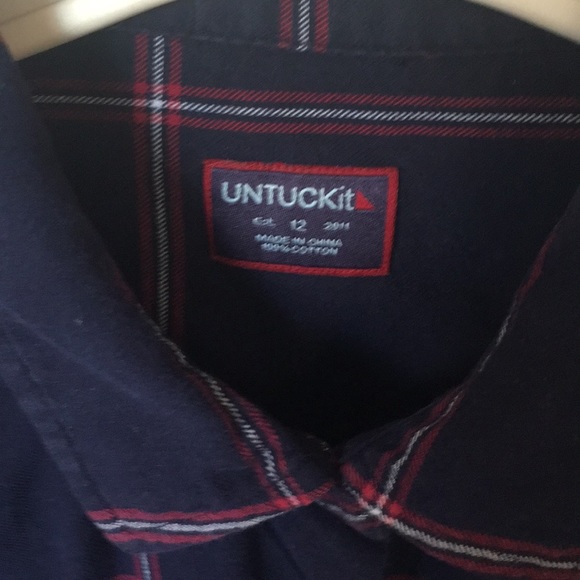 UNTUCKit
Est. 12 2011
MADE IN CHINA
100% COTTON